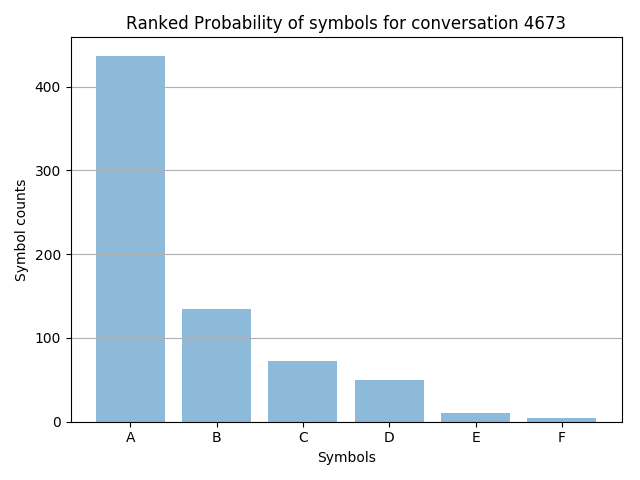 Ranked Probability of symbols for conversation 4673
Symbol counts
400
300
200
100
0
A B C D E F
Symbols